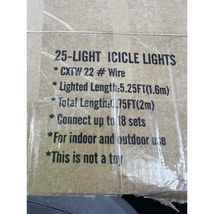 25-LIGHT ICICLE LIGHTS
*CXTW 22 # Wire
*Lighted Length:5.25FT(1.6m)
*Total Length:0.75FT(2m)
*Connect up to 18 sets
*For indoor and outdoor use
*This is not a toy